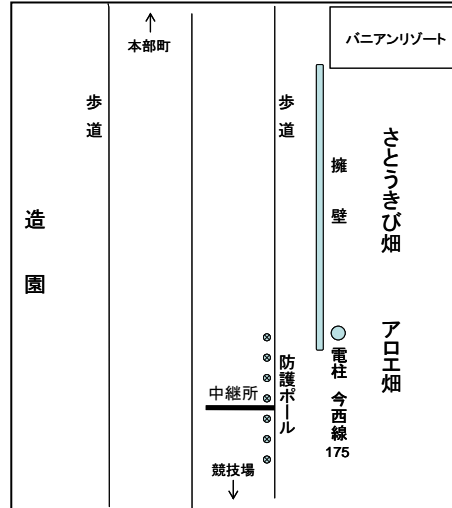 バニアンリゾート
本部町
歩道
歩道
擁壁
さとうきび畑
造園
アロエ畑
防護ポール
電柱 今西線
175
中継所
競技場